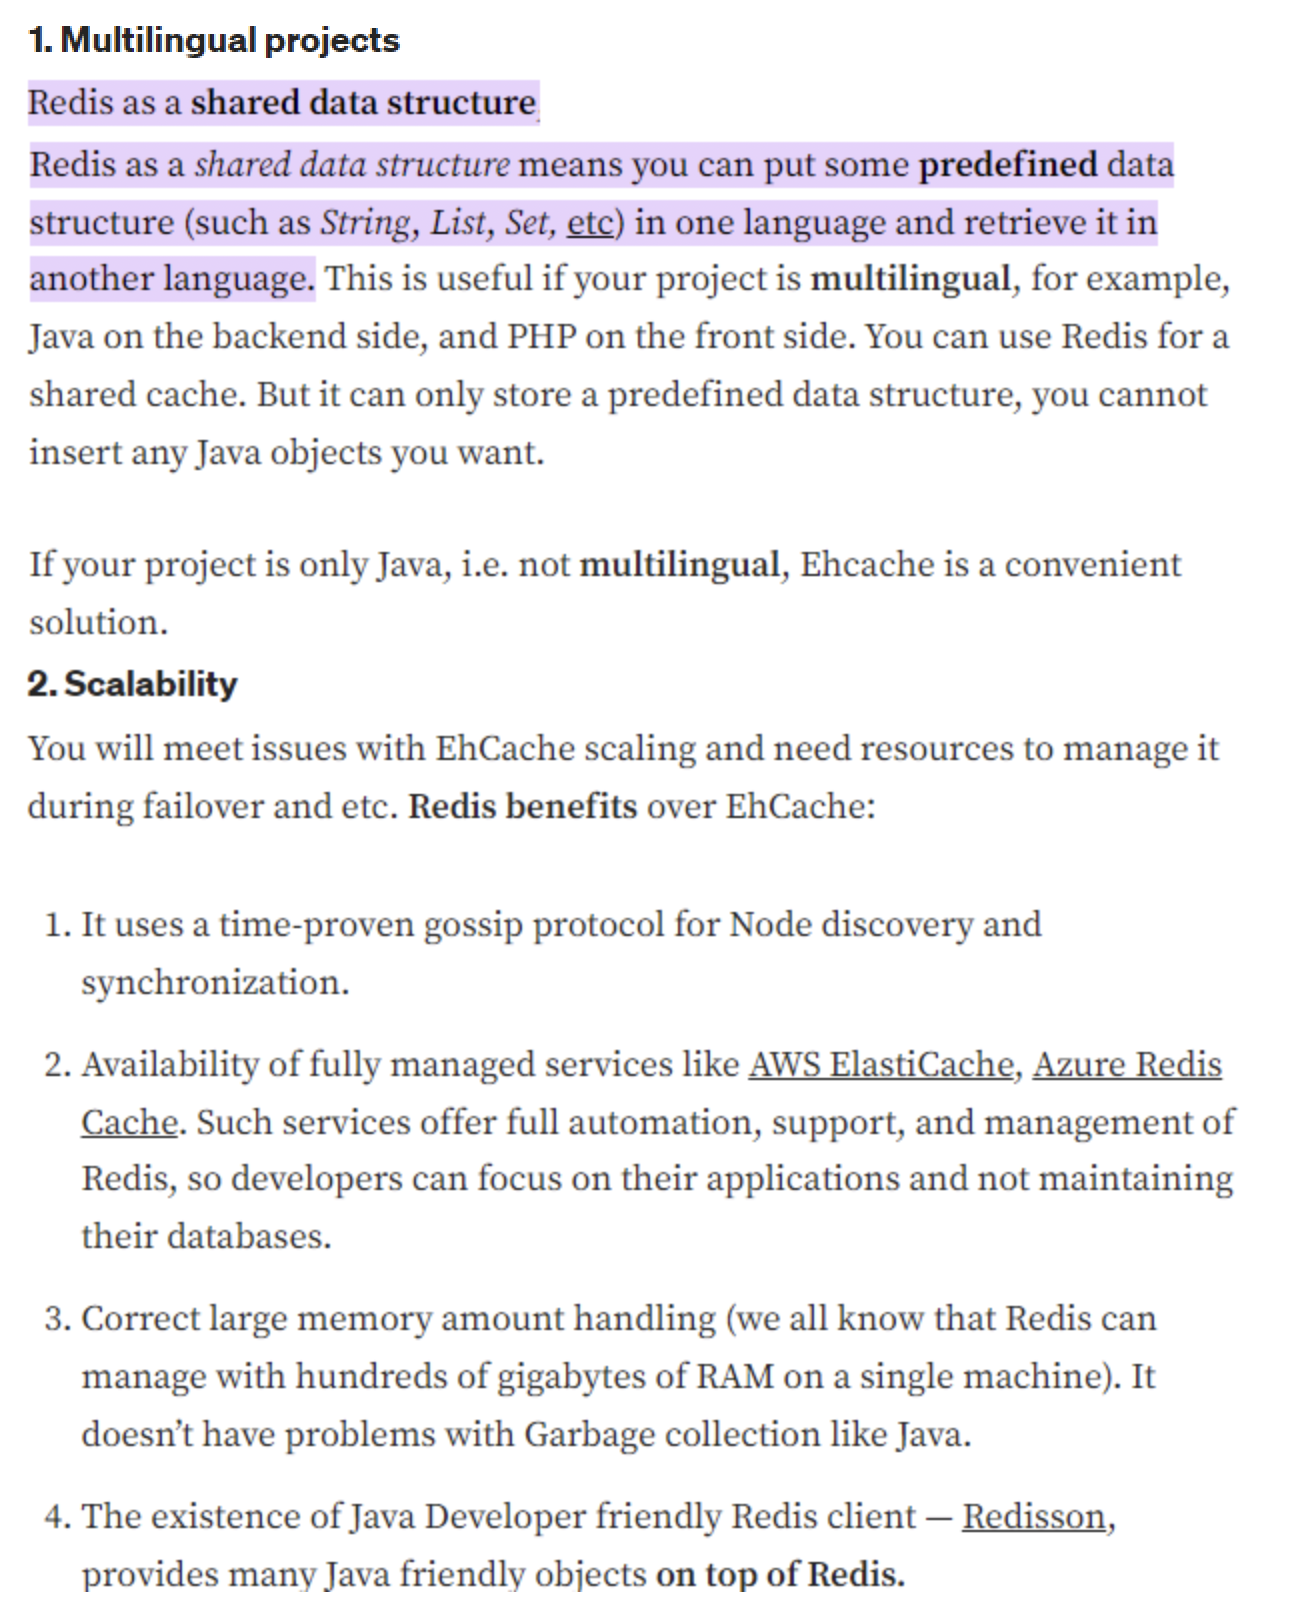 1. Multilingual projects
Redis as a shared data structure
Redis as a shared data structure means you can put some predefined data
structure (such as String, List, Set, etc) in one language and retrieve it in
another language. This is useful if your project is multilingual, for example,
Java on the backend side, and PHP on the front side. You can use Redis for a
shared cache. But it can only store a predefined data structure, you cannot
insert any Java objects you want.
If your project is only Java, i.e. not multilingual, Ehcache is a convenient
solution.
2. Scalability
You will meet issues with EhCache scaling and need resources to manage it
during failover and etc. Redis benefits over EhCache:
1. It uses a time-proven gossip protocol for Node discovery and
synchronization.
2. Availability of fully managed services like AWS ElastiCache, Azure Redis
Cache. Such services offer full automation, support, and management of
Redis, so developers can focus on their applications and not maintaining
their databases.
3. Correct large memory amount handling (we all know that Redis can
manage with hundreds of gigabytes of RAM on a single machine). It
doesn’t have problems with Garbage collection like Java.
4. The existence of Java Developer friendly Redis client — Redisson,
provides many Java friendly objects on top of Redis.